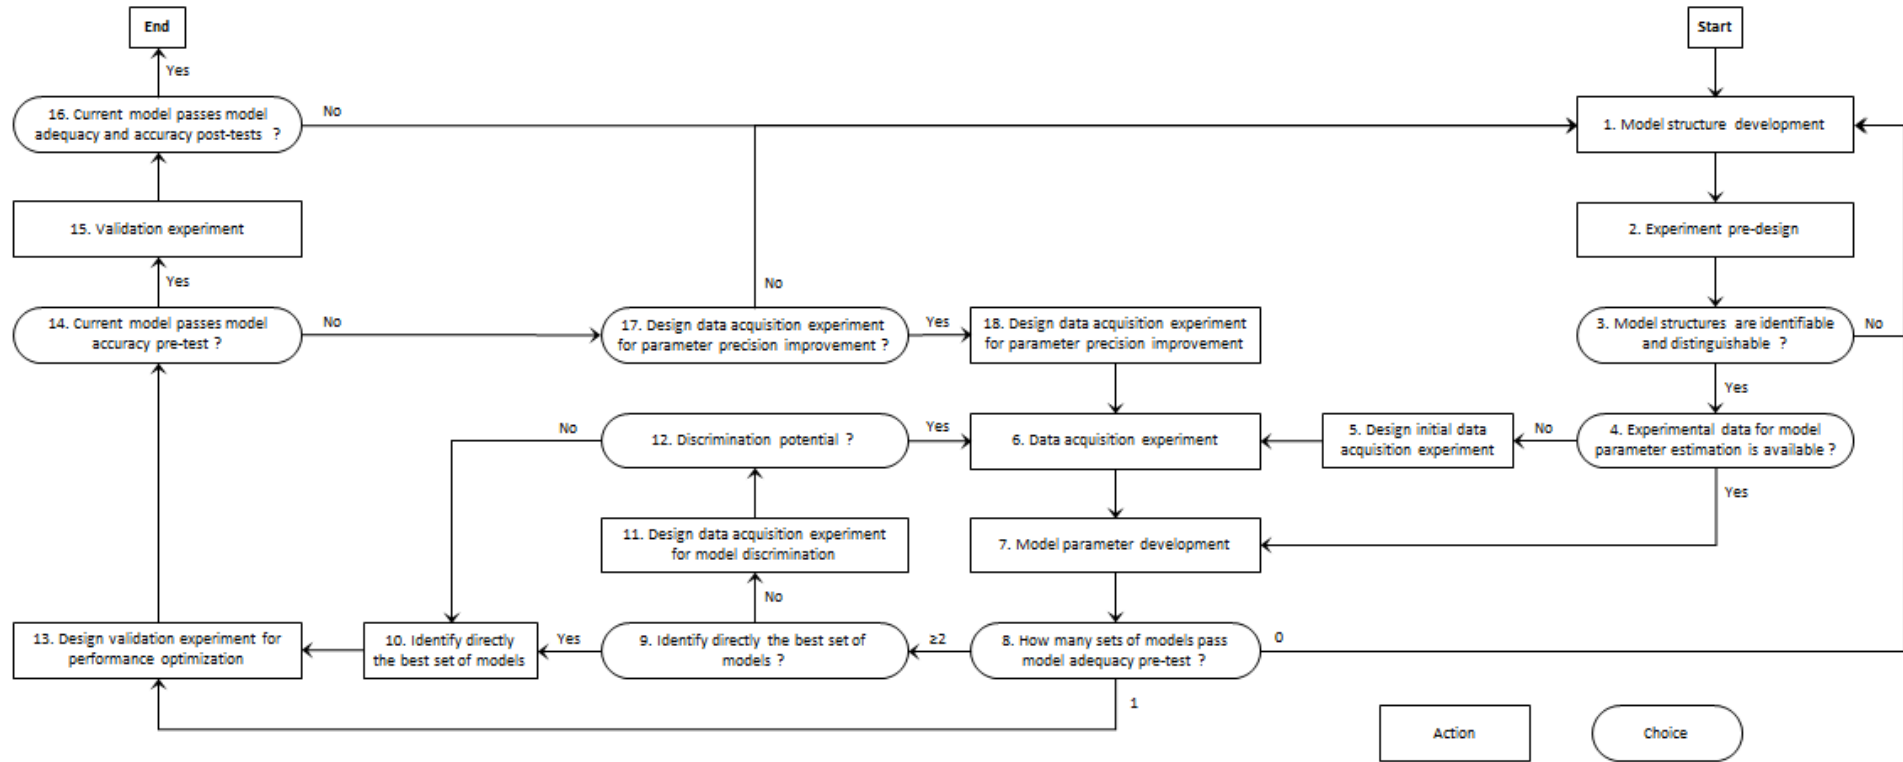 End
Start
Yes
16. Current model passes model
adequacy and accuracy post-tests ?
No
1. Model structure development
15. Validation experiment
2. Experiment pre-design
Yes
No
14. Current model passes model
accuracy pre-test ?
No
17. Design data acquisition experiment
for parameter precision improvement ?
Yes
18. Design data acquisition experiment
for parameter precision improvement
3. Model structures are identifiable
and distinguishable ?
No
Yes
No
12. Discrimination potential ?
Yes
6. Data acquisition experiment
5. Design initial data
acquisition experiment
No
4. Experimental data for model
parameter estimation is available ?
Yes
11. Design data acquisition experiment
for model discrimination
7. Model parameter development
No
13. Design validation experiment for
performance optimization
10. Identify directly
the best set of models
Yes
9. Identify directly the best set of
models ?
≥2
8. How many sets of models pass
model adequacy pre-test ?
0
1
Action
Choice